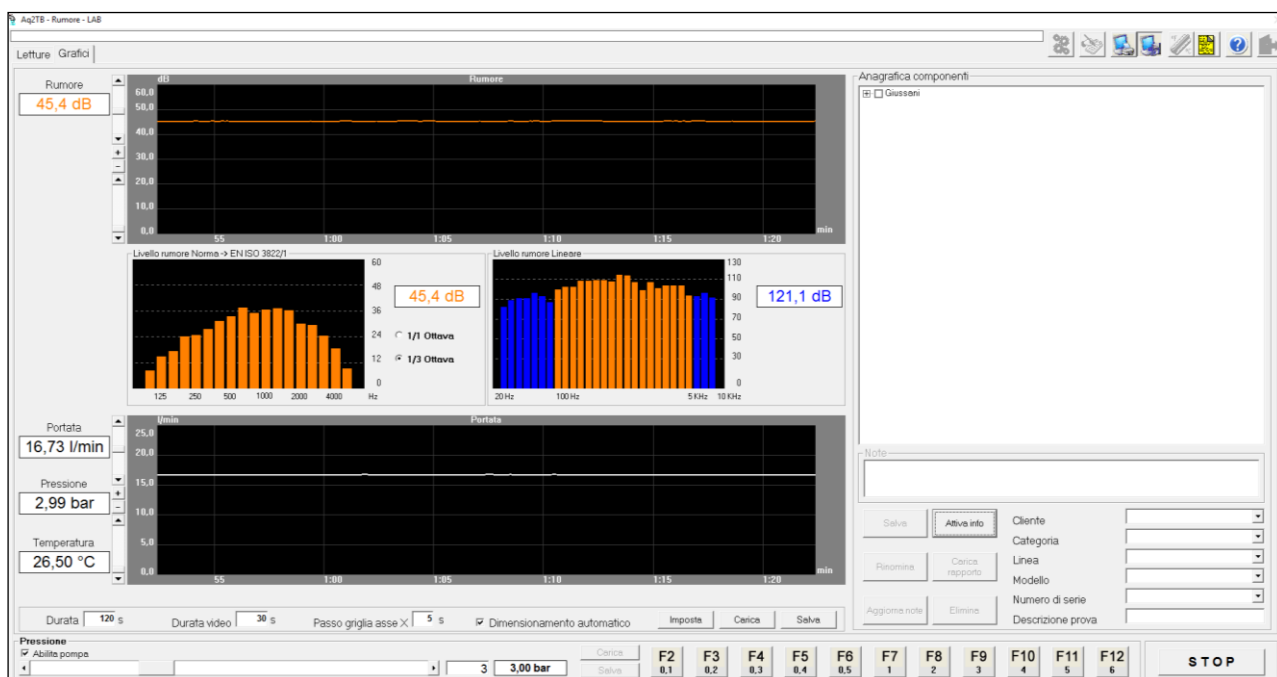 Aq2TB - Rumore - LAB
Letture Grafici
Rumore
45,4 dB
dB Rumore
60,0
50,0
40,0
30,0
20,0
10,0
0,0
55 1:00 1:05 1:10 1:15 1:20 min
Livello rumore Norma -> EN ISO 3822/1
60
48
36
24
12
0
125 250 500 1000 2000 4000 Hz
45,4 dB
1/1 Ottava
1/3 Ottava
Livello rumore Lineare
130
110
90
70
50
30
0
20 Hz 100 Hz 5 KHz 10 KHz
121,1 dB
Portata
16,73 l/min
Pressione
2,99 bar
Temperatura
26,50 °C
l/min Portata
25,0
20,0
15,0
10,0
5,0
0,0
55 1:00 1:05 1:10 1:15 1:20 min
Durata 120 s Durata video 30 s Passo griglia asse X 5 s Dimensionamento automatico Imposta Carica Salva
Anagrafica componenti
Giussani
Note
Salva Attiva info
Rinomina Carica rapporto
Aggiorna note Elimina
Cliente
Categoria
Linea
Modello
Numero di serie
Descrizione prova
Pressione
Abilita pompa
3 3,00 bar
Carica
Salva
F2 F3 F4 F5 F6 F7 F8 F9 F10 F11 F12
0,1 0,2 0,3 0,4 0,5 1 2 3 4 5 6
STOP